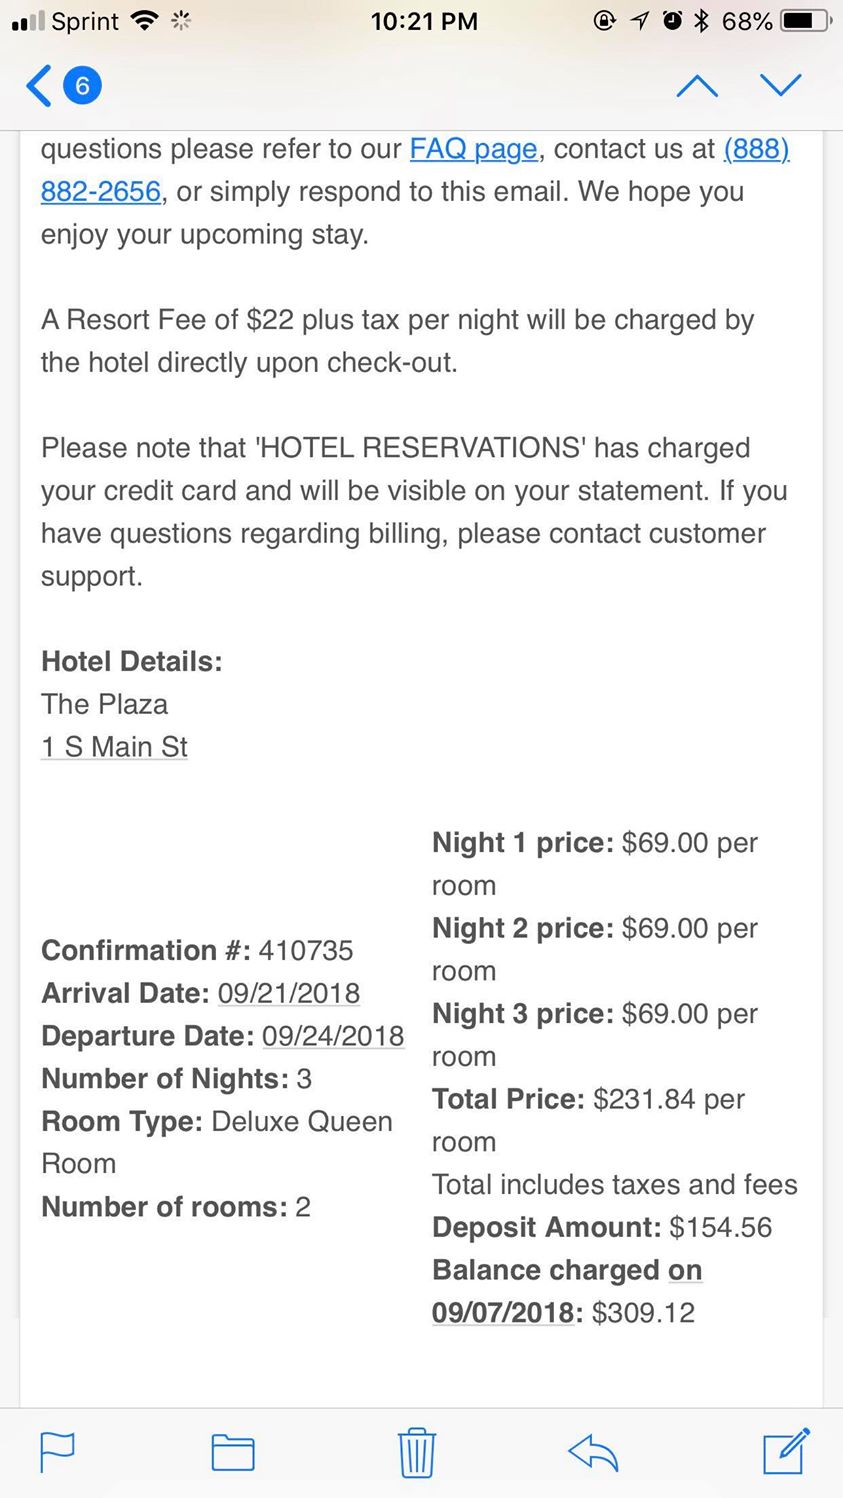 Sprint 10:21 PM 68%
6
questions please refer to our FAQ page, contact us at (888)
882-2656, or simply respond to this email. We hope you
enjoy your upcoming stay.
A Resort Fee of $22 plus tax per night will be charged by
the hotel directly upon check-out.
Please note that 'HOTEL RESERVATIONS' has charged
your credit card and will be visible on your statement. If you
have questions regarding billing, please contact customer
support.
Hotel Details:
The Plaza
1 S Main St
Confirmation #: 410735
Arrival Date: 09/21/2018
Departure Date: 09/24/2018
Number of Nights: 3
Room Type: Deluxe Queen
Room
Number of rooms: 2
Night 1 price: $69.00 per
room
Night 2 price: $69.00 per
room
Night 3 price: $69.00 per
room
Total Price: $231.84 per
room
Total includes taxes and fees
Deposit Amount: $154.56
Balance charged on
09/07/2018: $309.12